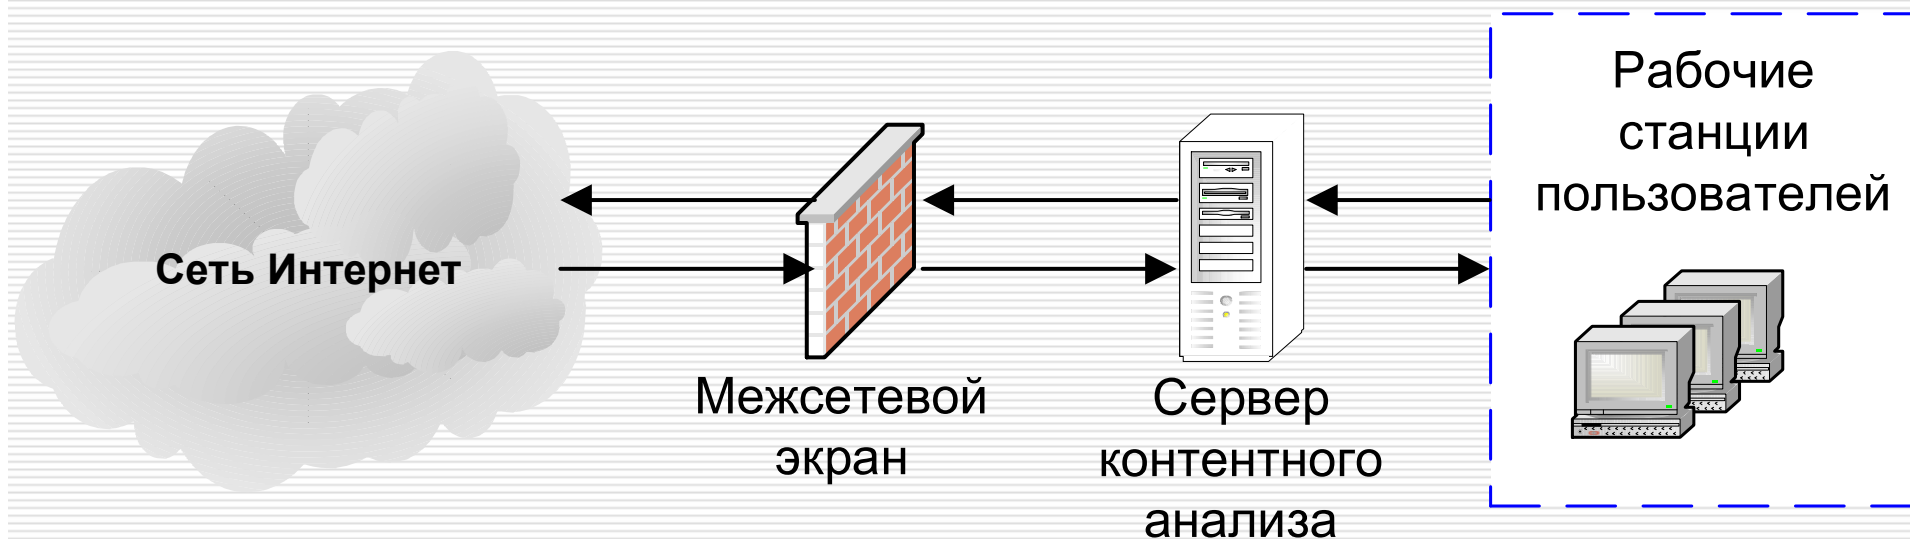 Сеть Интернет
Межсетевой
экран
Сервер
контентного
анализа
Рабочие
станции
пользователей